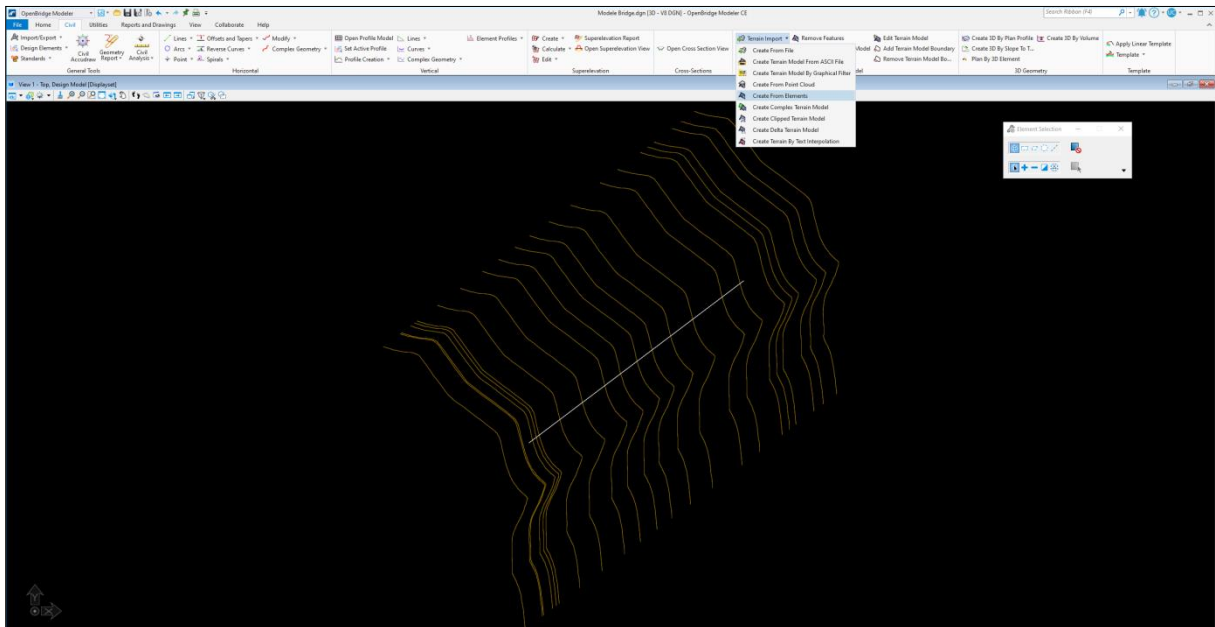 OpenBridge Modeler
Modele Bridge.dgn [3D - V8 DGN] - OpenBridge Modeler CE
Search Ribbon (F4)
File Home Civil Utilities Reports and Drawings View Collaborate Help
Import/Export
Design Elements
Standards
Civil Accudraw
Geometry Report
Civil Analysis
General Tools
Lines Offsets and Tapers Modify
Arcs Reverse Curves Complex Geometry
Point Spirals
Horizontal
Open Profile Model Lines Element Profiles
Set Active Profile Curves
Profile Creation Complex Geometry
Vertical
Create Superelevation Report
Calculate Open Superelevation View
Edit
Superelevation
Open Cross Section View
Cross-Sections
Terrain Import Remove Features Edit Terrain Model
Add Terrain Model Boundary
Remove Terrain Model Bo...
Create 3D By Plan Profile Create 3D By Volume
Create 3D By Slope To T...
Plan By 3D Element
3D Geometry
Apply Linear Template
Template
Template
Create From File
Create Terrain Model From ASCII File
Create Terrain Model By Graphical Filter
Create From Point Cloud
Create From Elements
Create Complex Terrain Model
Create Clipped Terrain Model
Create Delta Terrain Model
Create Terrain By Text Interpolation
View 1 - Top, Design Model [Displayset]
Element Selection
Y
X